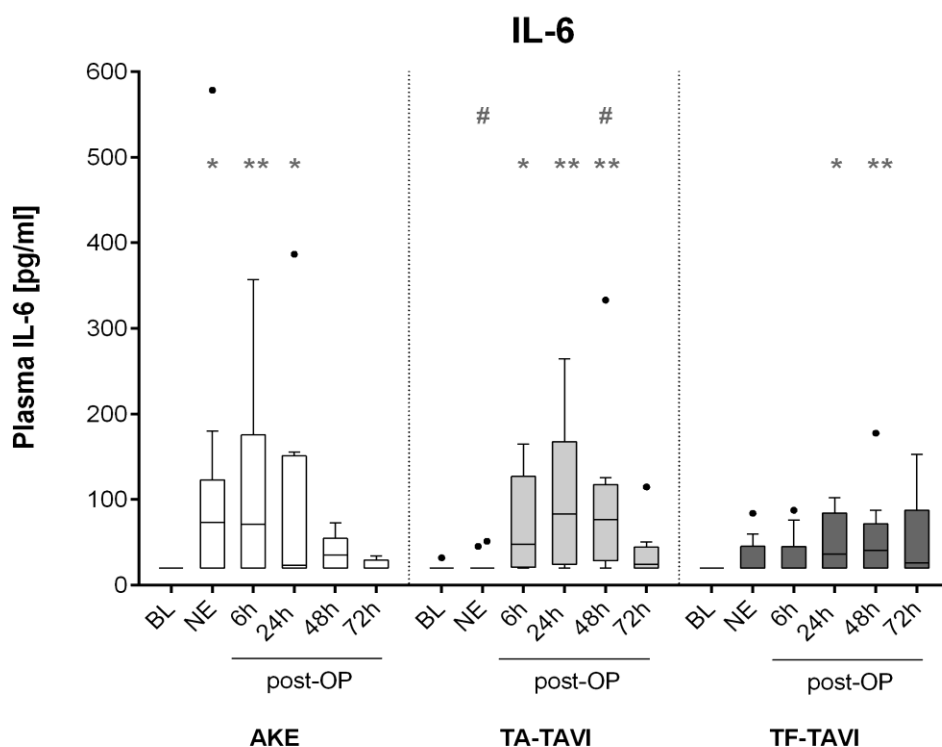 IL-6
Plasma IL-6 [pg/ml]
600
500
400
300
200
100
0
# #
* ** * * ** ** * **
BL NE 6h 24h 48h 72h BL NE 6h 24h 48h 72h BL NE 6h 24h 48h 72h
post-OP post-OP post-OP
AKE TA-TAVI TF-TAVI